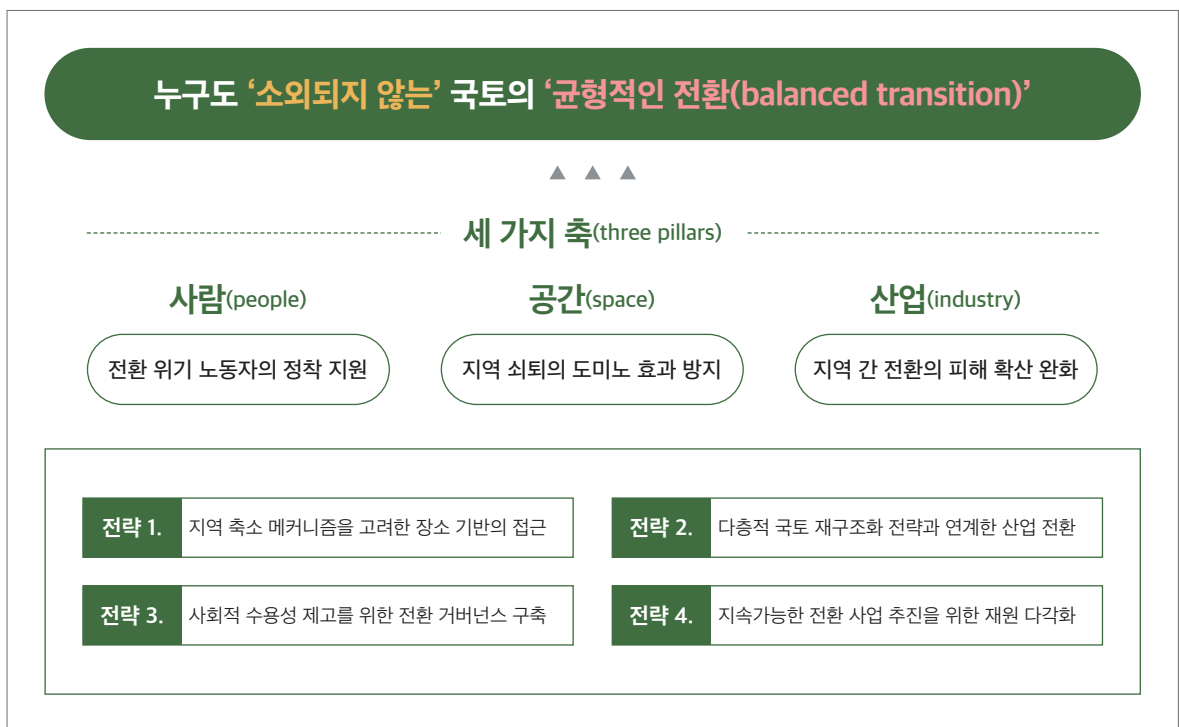 누구도 ‘소외되지 않는’ 국토의 ‘균형적인 전환(balanced transition)’
▲ ▲ ▲
세 가지 축(three pillars)
사람(people)
공간(space)
산업(industry)
전환 위기 노동자의 정착 지원
지역 쇠퇴의 도미노 효과 방지
지역 간 전환의 피해 확산 완화
전략 1. 지역 축소 메커니즘을 고려한 장소 기반의 접근
전략 2. 다층적 국토 재구조화 전략과 연계한 산업 전환
전략 3. 사회적 수용성 제고를 위한 전환 거버넌스 구축
전략 4. 지속가능한 전환 사업 추진을 위한 재원 다각화